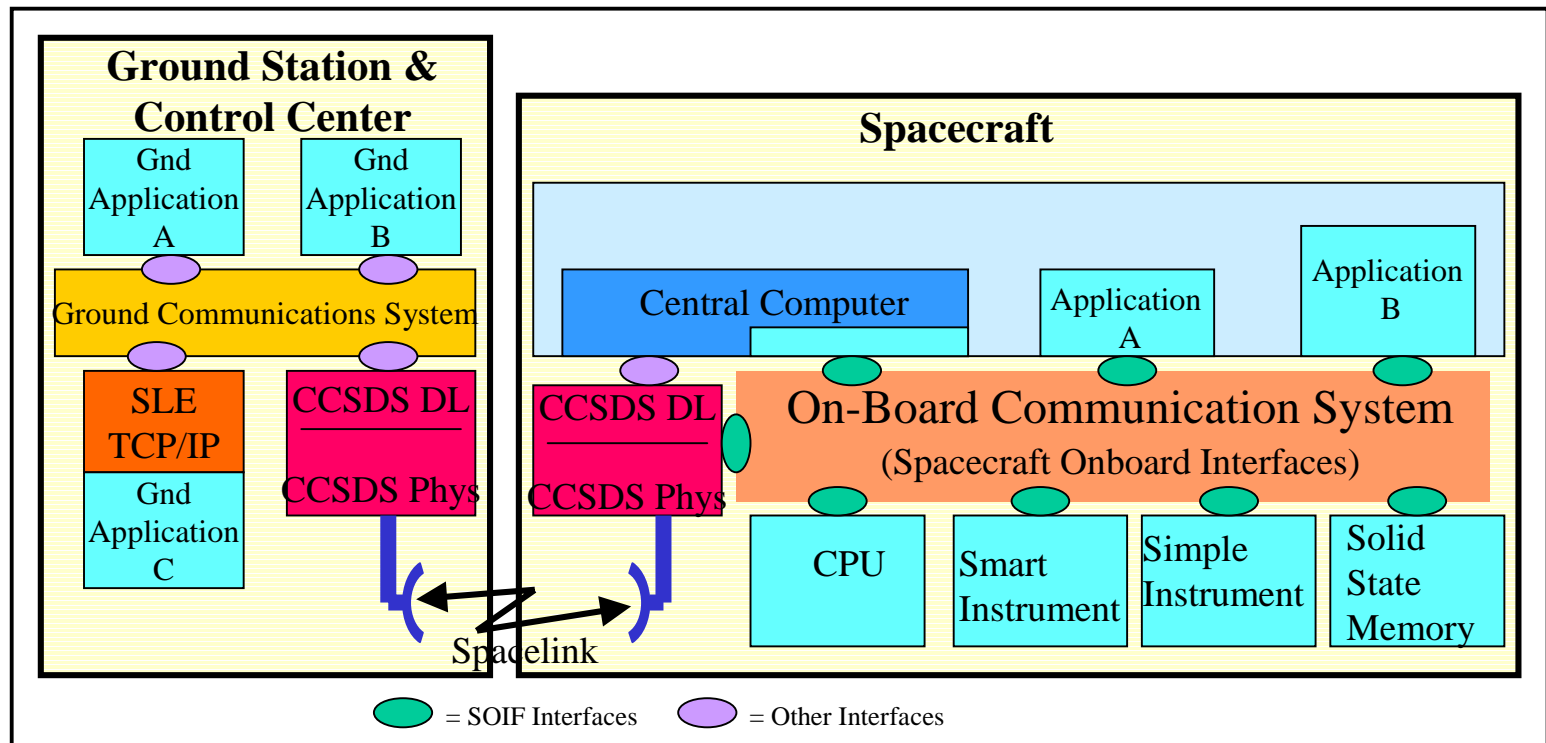 Ground Station &
Control Center
Gnd
Application
A
Gnd
Application
B
Ground Communications System
SLE
TCP/IP
Gnd
Application
C
CCSDS DL
CCSDS Phys
Spacelink
Spacecraft
Central Computer
Application
A
Application
B
CCSDS DL
CCSDS Phys
On-Board Communication System
(Spacecraft Onboard Interfaces)
CPU
Smart
Instrument
Simple
Instrument
Solid
State
Memory
= SOIF Interfaces
= Other Interfaces